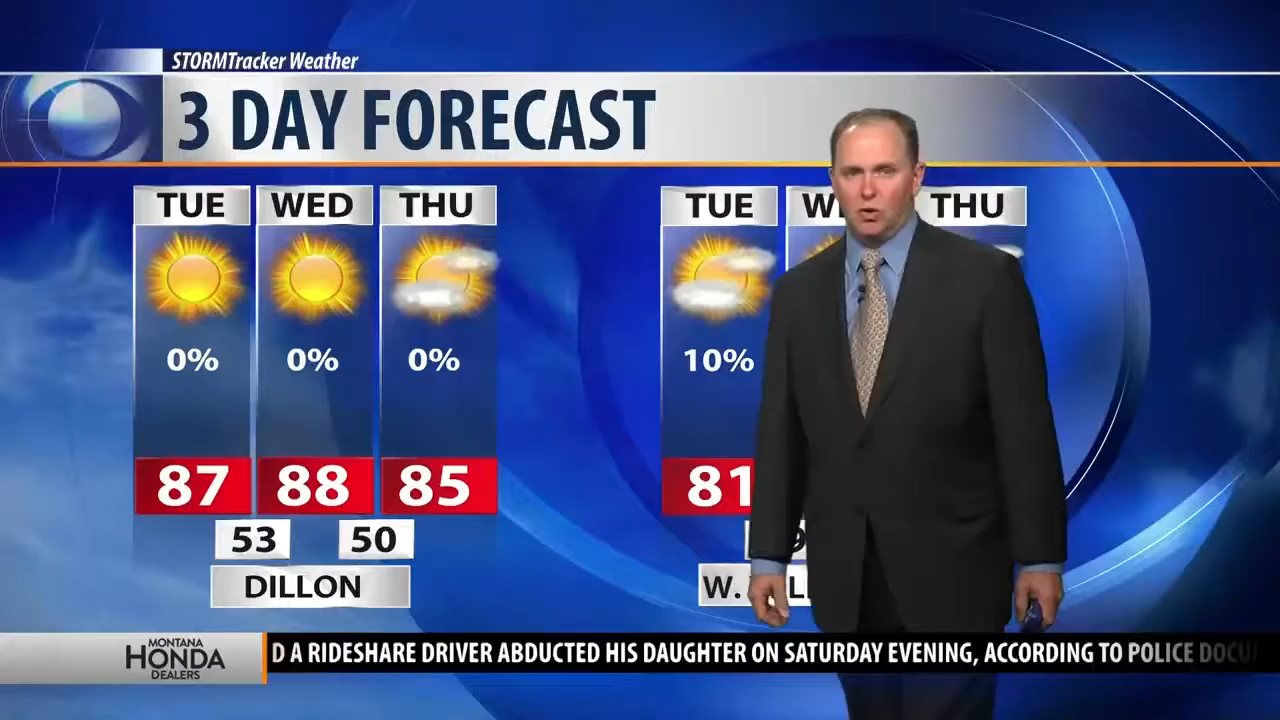 STORMTracker Weather
3 DAY FORECAST
TUE WED THU
0% 0% 0%
87 88 85
53 50
DILLON
TUE THU
10%
81
W.
MONTANA
HONDA
DEALERS
D A RIDESHARE DRIVER ABDUCTED HIS DAUGHTER ON SATURDAY EVENING, ACCORDING TO POLICE DOCU